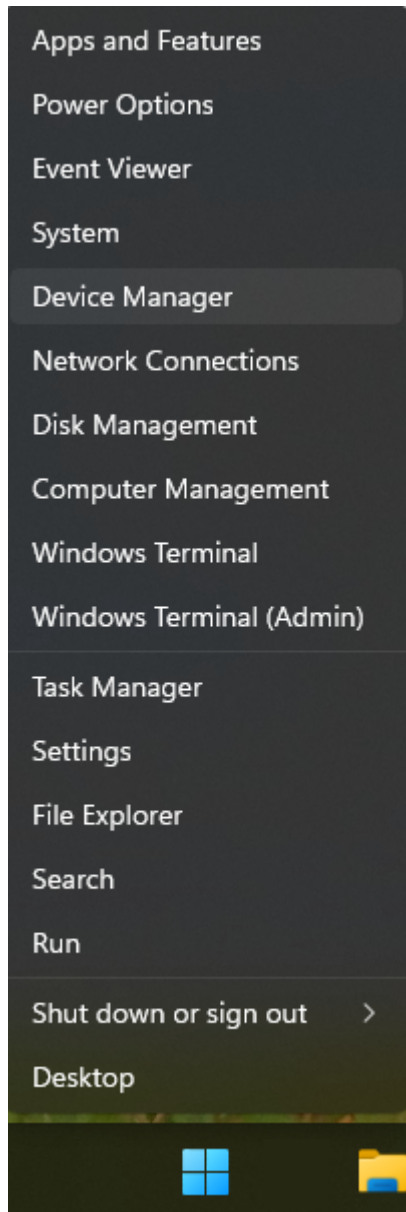 Apps and Features
Power Options
Event Viewer
System
Device Manager
Network Connections
Disk Management
Computer Management
Windows Terminal
Windows Terminal (Admin)
Task Manager
Settings
File Explorer
Search
Run
Shut down or sign out
Desktop